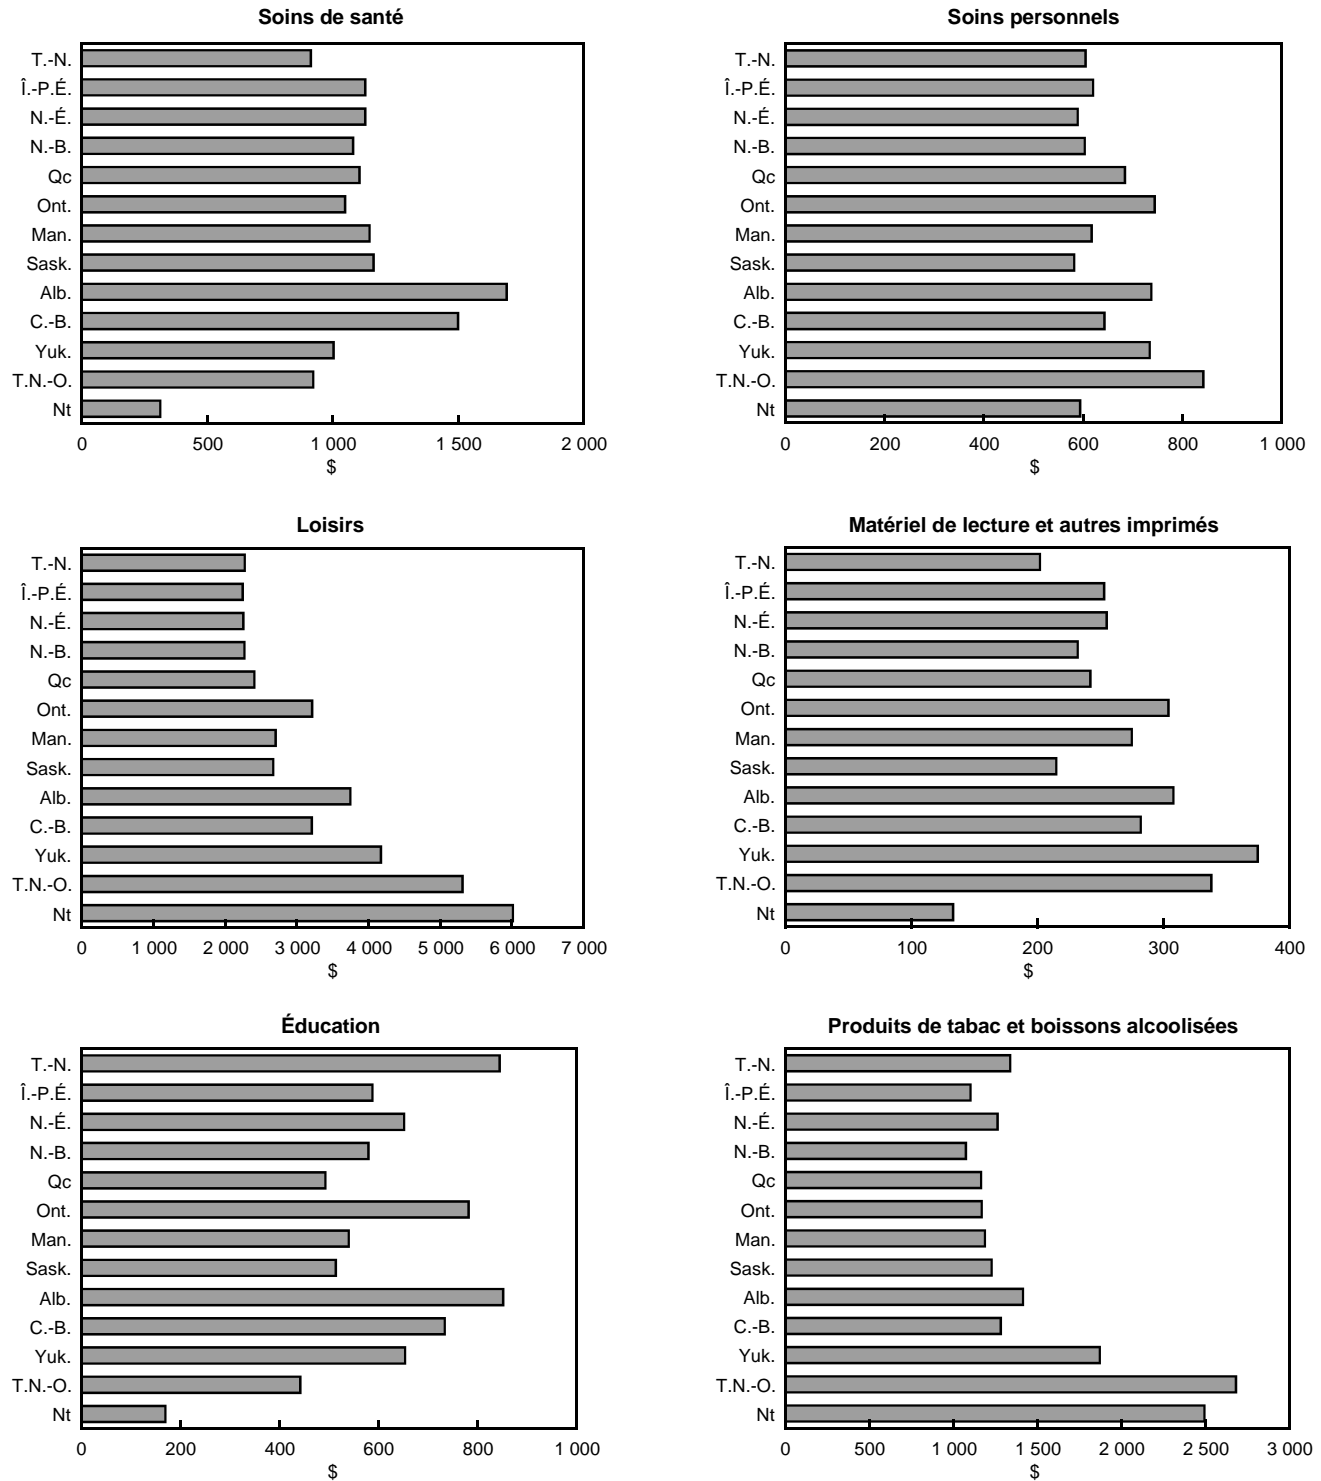 Soins de santé
T.-N.
Î.-P.É.
N.-É.
N.-B.
Qc
Ont.
Man.
Sask.
Alb.
C.-B.
Yuk.
T.N.-O.
Nt
0 500 1 000 1 500 2 000
$
Soins personnels
T.-N.
Î.-P.É.
N.-É.
N.-B.
Qc
Ont.
Man.
Sask.
Alb.
C.-B.
Yuk.
T.N.-O.
Nt
0 200 400 600 800 1 000
$
Loisirs
T.-N.
Î.-P.É.
N.-É.
N.-B.
Qc
Ont.
Man.
Sask.
Alb.
C.-B.
Yuk.
T.N.-O.
Nt
0 1 000 2 000 3 000 4 000 5 000 6 000 7 000
$
Matériel de lecture et autres imprimés
T.-N.
Î.-P.É.
N.-É.
N.-B.
Qc
Ont.
Man.
Sask.
Alb.
C.-B.
Yuk.
T.N.-O.
Nt
0 100 200 300 400
$
Éducation
T.-N.
Î.-P.É.
N.-É.
N.-B.
Qc
Ont.
Man.
Sask.
Alb.
C.-B.
Yuk.
T.N.-O.
Nt
0 200 400 600 800 1 000
$
Produits de tabac et boissons alcoolisées
T.-N.
Î.-P.É.
N.-É.
N.-B.
Qc
Ont.
Man.
Sask.
Alb.
C.-B.
Yuk.
T.N.-O.
Nt
0 500 1 000 1 500 2 000 2 500 3 000
$